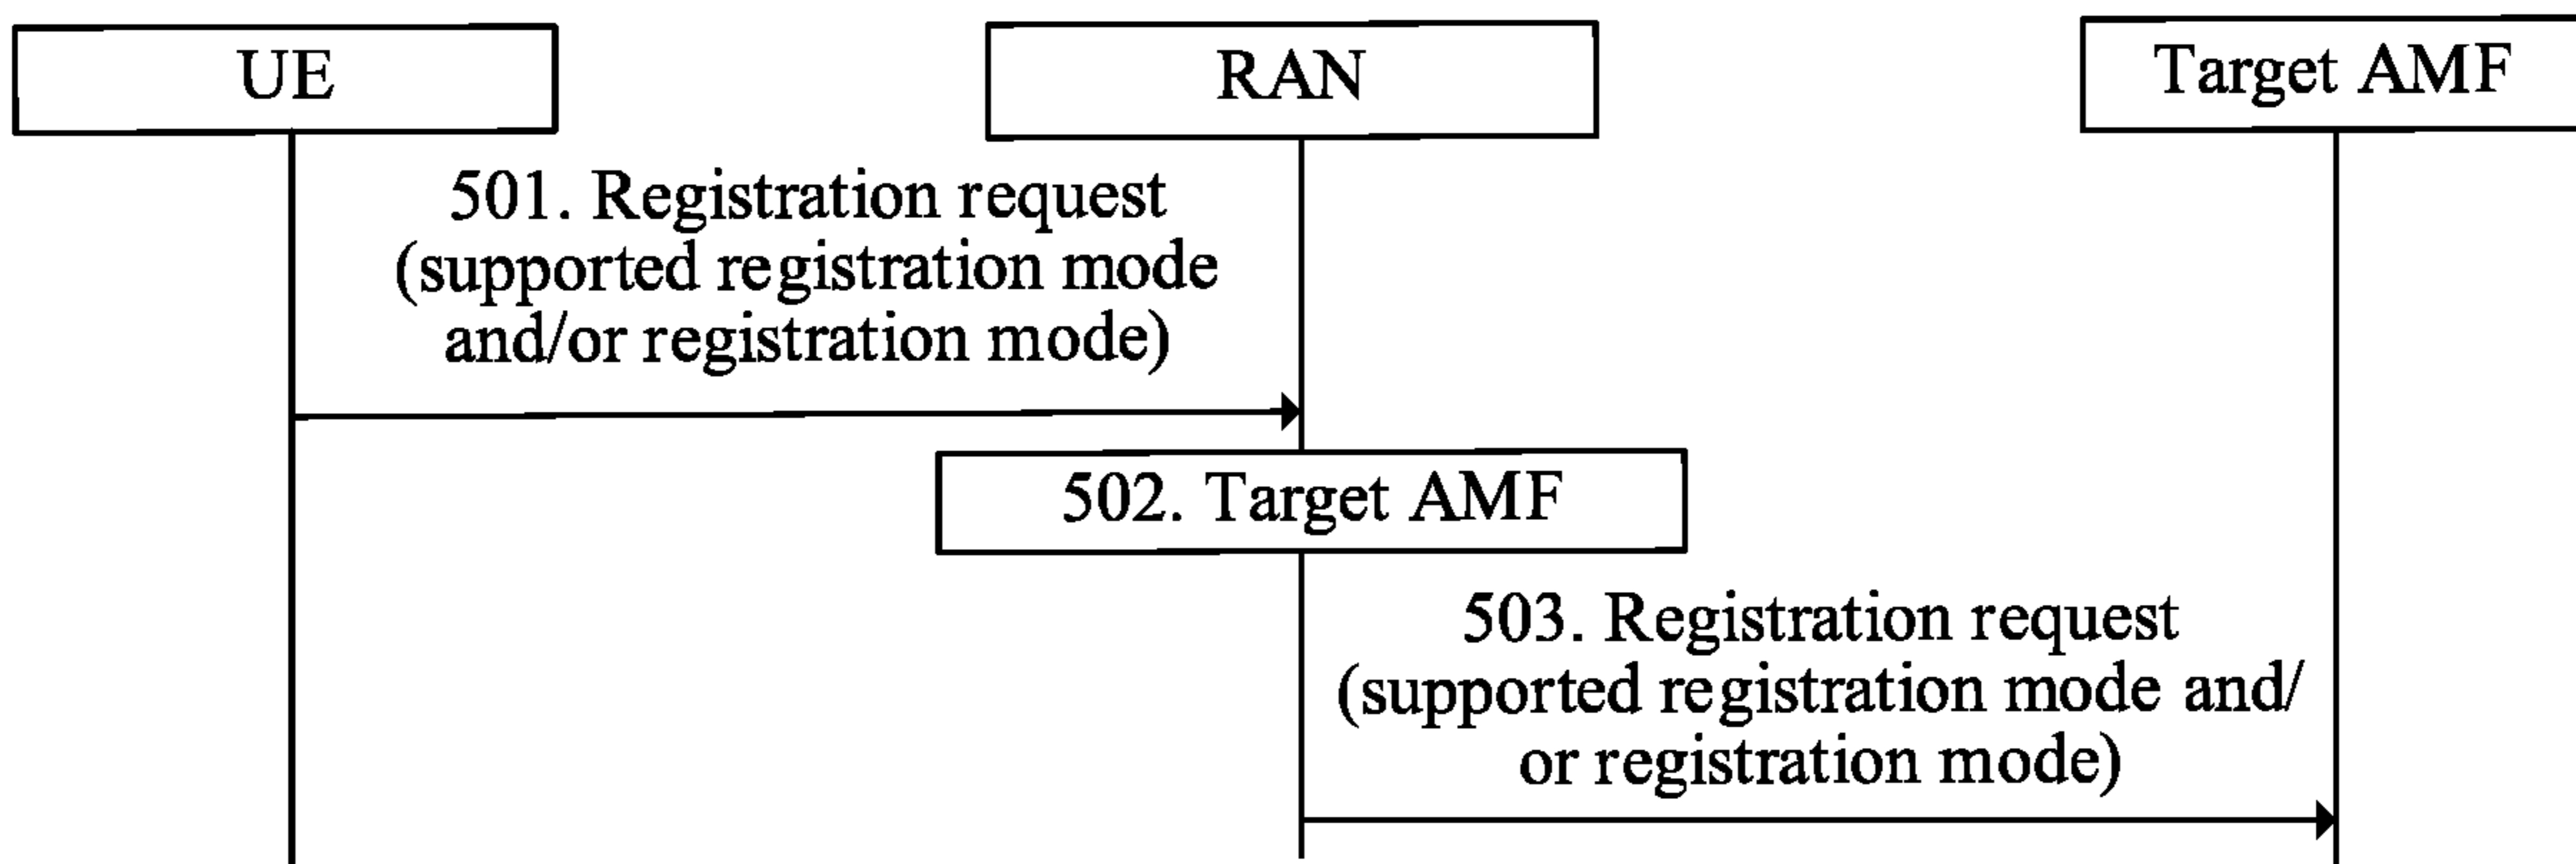 UE
RAN
Target AMF
501. Registration request
(supported registration mode
and/or registration mode)
502. Target AMF
503. Registration request
(supported registration mode and/
or registration mode)